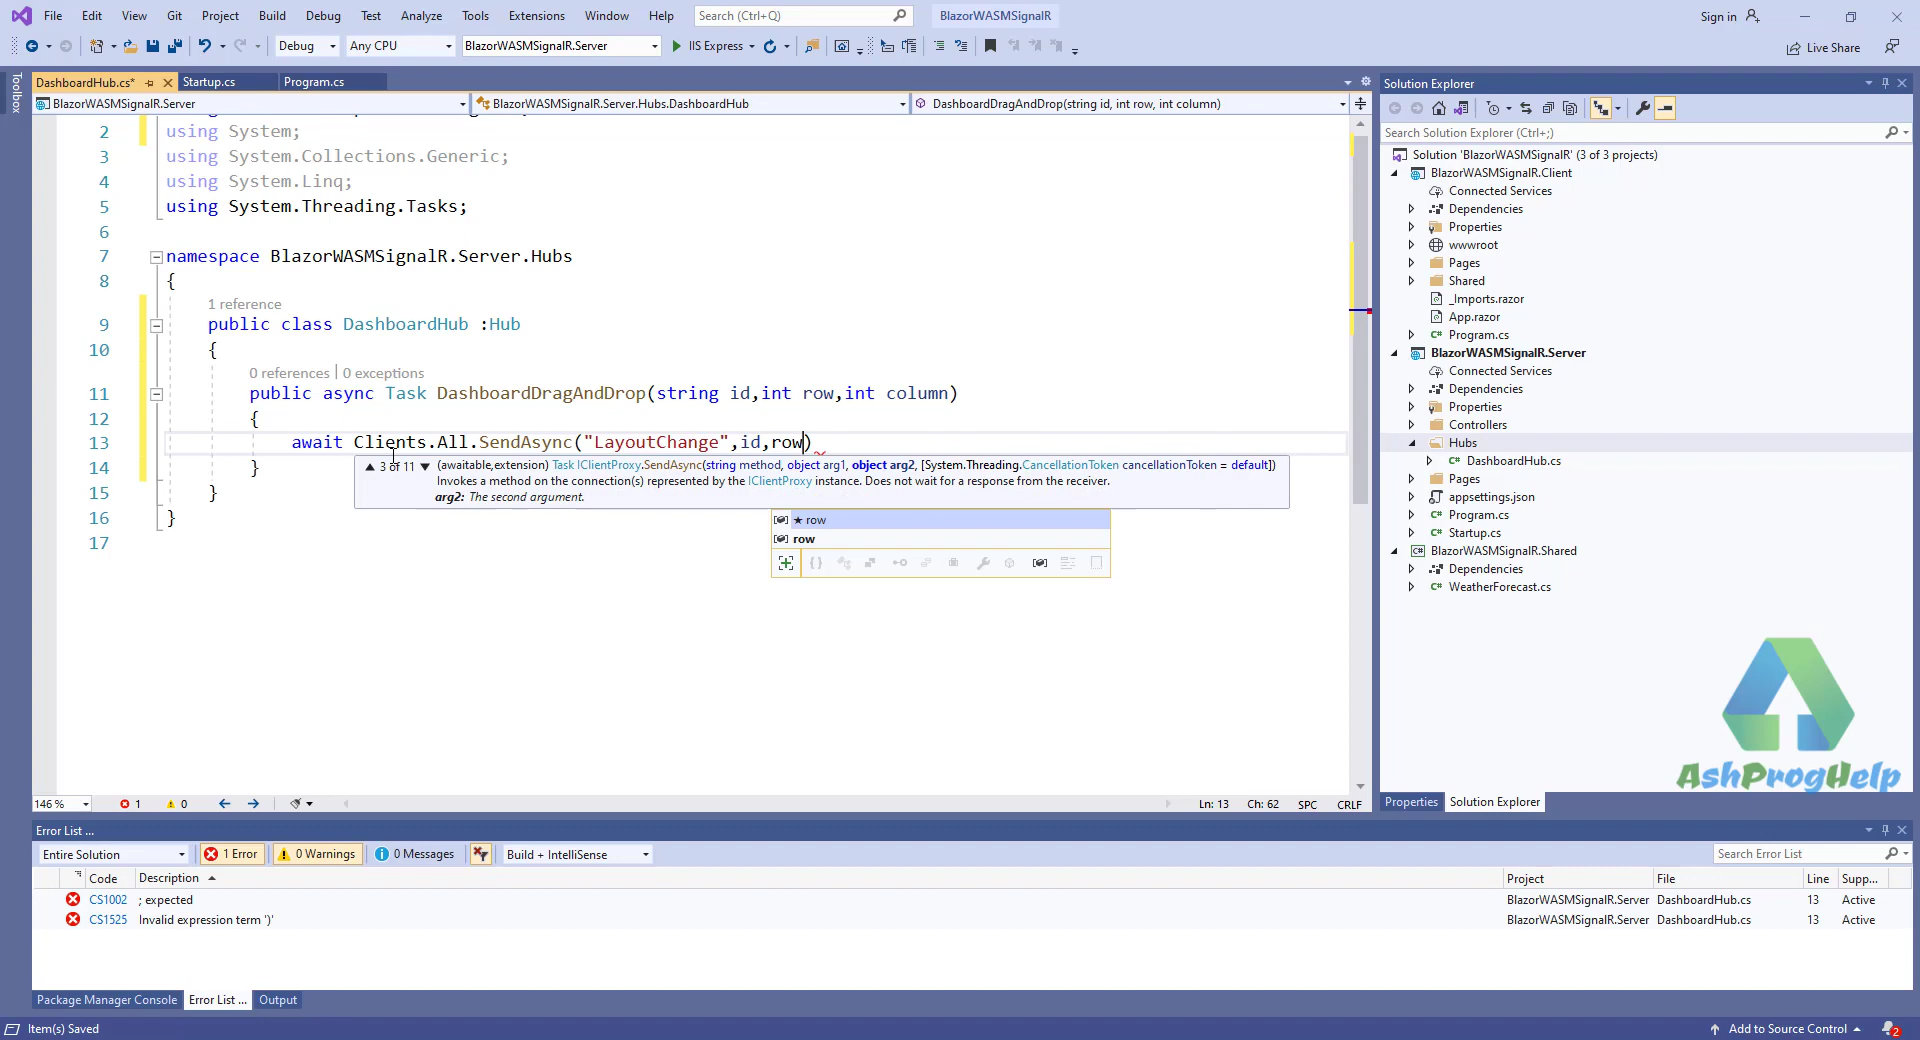 File Edit View Git Project Build Debug Test Analyze Tools Extensions Window Help Search (Ctrl+Q) BlazorWASMSignalR Sign in
Debug Any CPU BlazorWASMSignalR.Server IIS Express Live Share
Toolbox
DashboardHub.cs* Startup.cs Program.cs
BlazorWASMSignalR.Server BlazorWASMSignalR.Server.Hubs.DashboardHub DashboardDragAndDrop(string id, int row, int column)
2 using System;
3 using System.Collections.Generic;
4 using System.Linq;
5 using System.Threading.Tasks;
6
7 namespace BlazorWASMSignalR.Server.Hubs
8 {
1 reference
9 public class DashboardHub :Hub
10 {
0 references | 0 exceptions
11 public async Task DashboardDragAndDrop(string id,int row,int column)
12 {
13 await Clients.All.SendAsync("LayoutChange",id,row)
14 }
15 }
16 }
17
▲ 3 of 11 ▼ (awaitable,extension) Task IClientProxy.SendAsync(string method, object arg1, object arg2, [System.Threading.CancellationToken cancellationToken = default])
Invokes a method on the connection(s) represented by the IClientProxy instance. Does not wait for a response from the receiver.
arg2: The second argument.
★ row
row
146 % 1 0 Ln: 13 Ch: 62 SPC CRLF
Solution Explorer
Search Solution Explorer (Ctrl+;)
Solution 'BlazorWASMSignalR' (3 of 3 projects)
BlazorWASMSignalR.Client
Connected Services
Dependencies
Properties
wwwroot
Pages
Shared
_Imports.razor
App.razor
C# Program.cs
BlazorWASMSignalR.Server
Connected Services
Dependencies
Properties
Controllers
Hubs
C# DashboardHub.cs
Pages
appsettings.json
C# Program.cs
C# Startup.cs
C# BlazorWASMSignalR.Shared
Dependencies
C# WeatherForecast.cs
AshProgHelp
Properties Solution Explorer
Error List ...
Entire Solution 1 Error 0 Warnings 0 Messages Build + IntelliSense Search Error List
Code Description Project File Line Supp...
CS1002 ; expected BlazorWASMSignalR.Server DashboardHub.cs 13 Active
CS1525 Invalid expression term ')' BlazorWASMSignalR.Server DashboardHub.cs 13 Active
Package Manager Console Error List ... Output
Item(s) Saved Add to Source Control 2